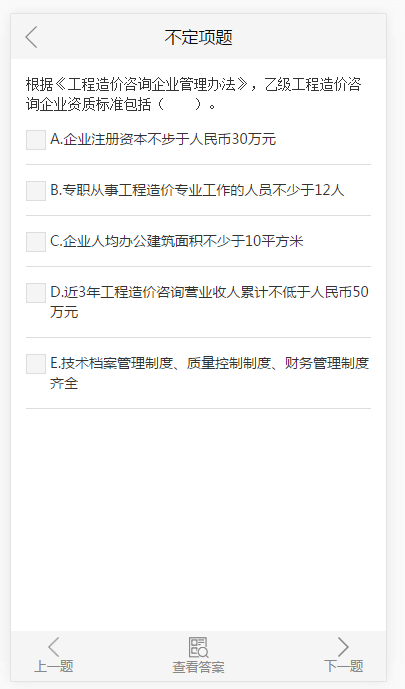 不定项题
根据《工程造价咨询企业管理办法》，乙级工程造价咨
询企业资质标准包括（　　）。
A.企业注册资本不步于人民币30万元
B.专职从事工程造价专业工作的人员不少于12人
C.企业人均办公建筑面积不少于10平方米
D.近3年工程造价咨询营业收人累计不低于人民币50
万元
E.技术档案管理制度、质量控制制度、财务管理制度
齐全
上一题
查看答案
下一题